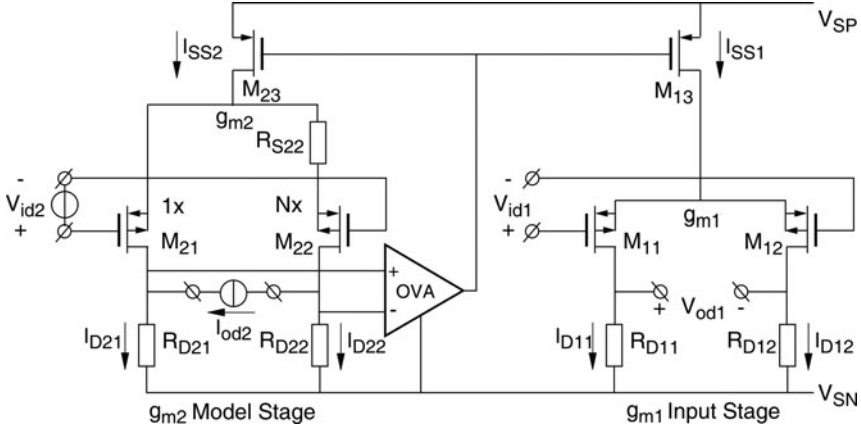 V_SP
I_SS2
I_SS1
M_23
M_13
g_m2
R_S22
-
V_id2
+
1x
Nx
M_21
M_22
-
V_id1
+
g_m1
M_11
M_12
+
OVA
-
I_od2
+
V_od1
-
I_D21
R_D21
R_D22
I_D22
I_D11
R_D11
R_D12
I_D12
V_SN
g_m2 Model Stage
g_m1 Input Stage